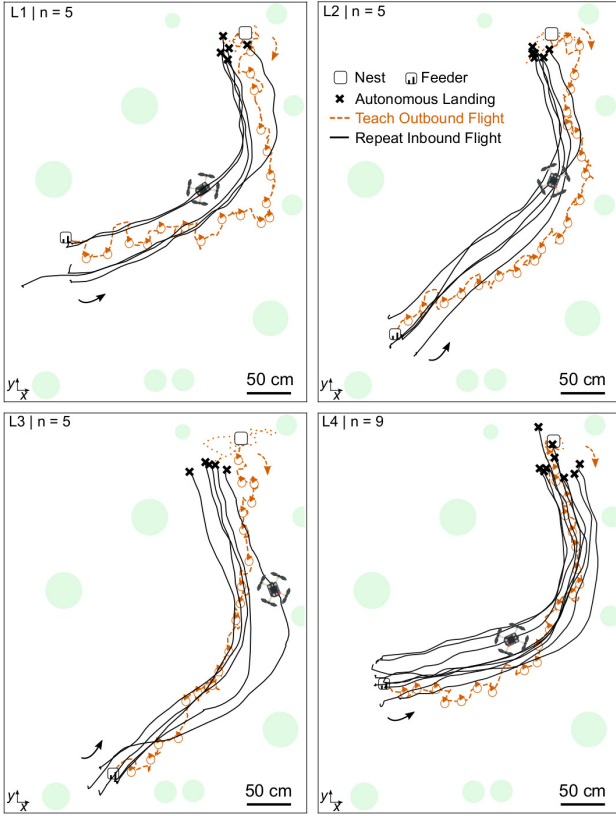 L1 | n = 5
y
x
50 cm
L2 | n = 5
Nest Feeder
Autonomous Landing
Teach Outbound Flight
Repeat Inbound Flight
y
x
50 cm
L3 | n = 5
y
x
50 cm
L4 | n = 9
y
x
50 cm